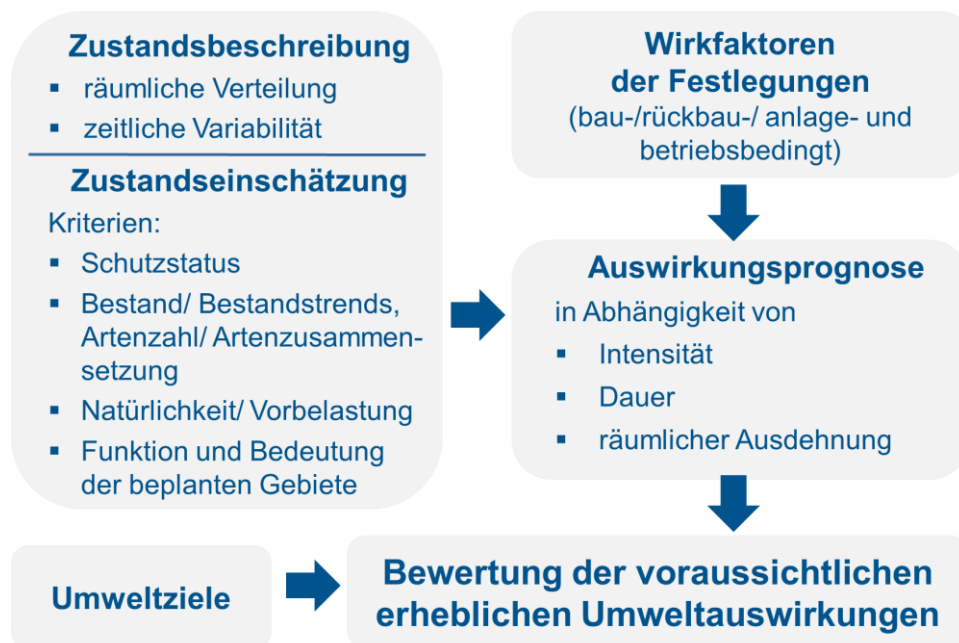 Zustandsbeschreibung
▪ räumliche Verteilung
▪ zeitliche Variabilität
Zustandseinschätzung
Kriterien:
▪ Schutzstatus
▪ Bestand/ Bestandstrends,
Artenzahl/ Artenzusammen-
setzung
▪ Natürlichkeit/ Vorbelastung
▪ Funktion und Bedeutung
der beplanten Gebiete
Wirkfaktoren
der Festlegungen
(bau-/rückbau-/ anlage- und
betriebsbedingt)
Auswirkungsprognose
in Abhängigkeit von
▪ Intensität
▪ Dauer
▪ räumlicher Ausdehnung
Umweltziele
Bewertung der voraussichtlichen
erheblichen Umweltauswirkungen